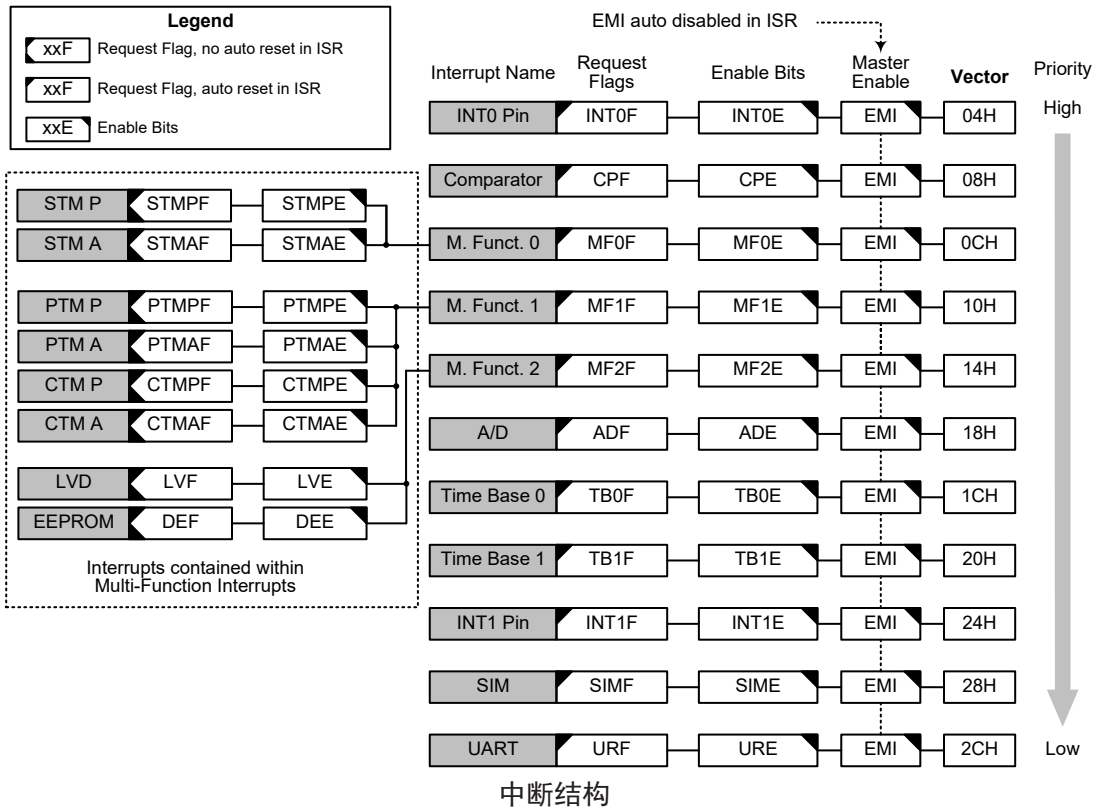 Legend
xxF Request Flag, no auto reset in ISR
xxF Request Flag, auto reset in ISR
xxE Enable Bits
EMI auto disabled in ISR
Interrupt Name Request Flags Enable Bits Master Enable Vector Priority
INT0 Pin INT0F INT0E EMI 04H High
Comparator CPF CPE EMI 08H
STM P STMPF STMPE
STM A STMAF STMAE M. Funct. 0 MF0F MF0E EMI 0CH
PTM P PTMPF PTMPE M. Funct. 1 MF1F MF1E EMI 10H
PTM A PTMAF PTMAE
CTM P CTMPF CTMPE M. Funct. 2 MF2F MF2E EMI 14H
CTM A CTMAF CTMAE A/D ADF ADE EMI 18H
LVD LVF LVE Time Base 0 TB0F TB0E EMI 1CH
EEPROM DEF DEE
Interrupts contained within
Multi-Function Interrupts
Time Base 1 TB1F TB1E EMI 20H
INT1 Pin INT1F INT1E EMI 24H
SIM SIMF SIME EMI 28H
UART URF URE EMI 2CH Low
中断结构